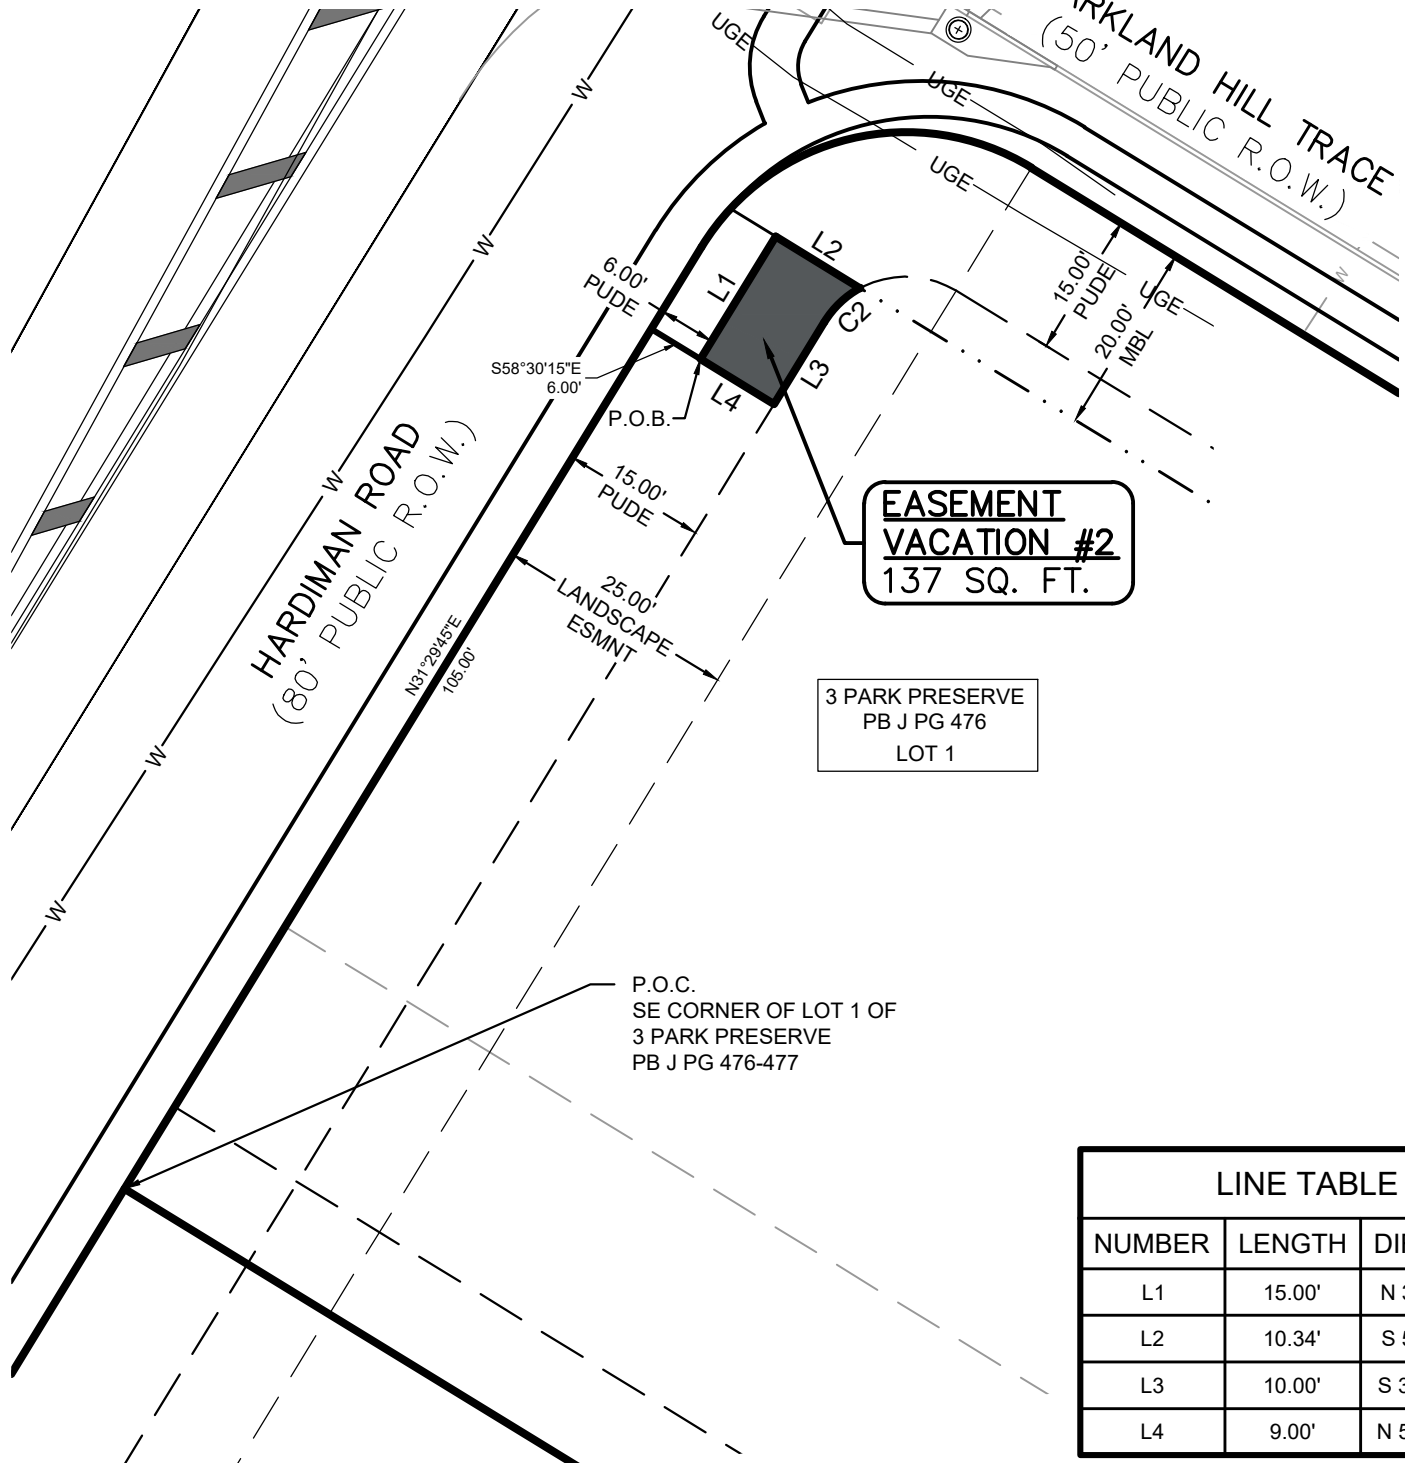 UGE
UGE
(50' PUBLIC R.O.W.)
HILL TRACE
UGE
W
W
W
L2
6.00'
PUDE
L1
C2
15.00'
PUDE
UGE
20.00'
MBL
S58°30'15"E
6.00'
L3
L4
P.O.B.
HARDIMAN ROAD
(80' PUBLIC R.O.W.)
W
15.00'
PUDE
EASEMENT
VACATION #2
137 SQ. FT.
25.00'
LANDSCAPE
ESMNT
N31°29'45"E
105.00'
3 PARK PRESERVE
PB J PG 476
LOT 1
W
W
P.O.C.
SE CORNER OF LOT 1 OF
3 PARK PRESERVE
PB J PG 476-477
LINE TABLE
NUMBER LENGTH
L1 15.00' N 3
L2 10.34' S 5
L3 10.00' S 3
L4 9.00' N 5